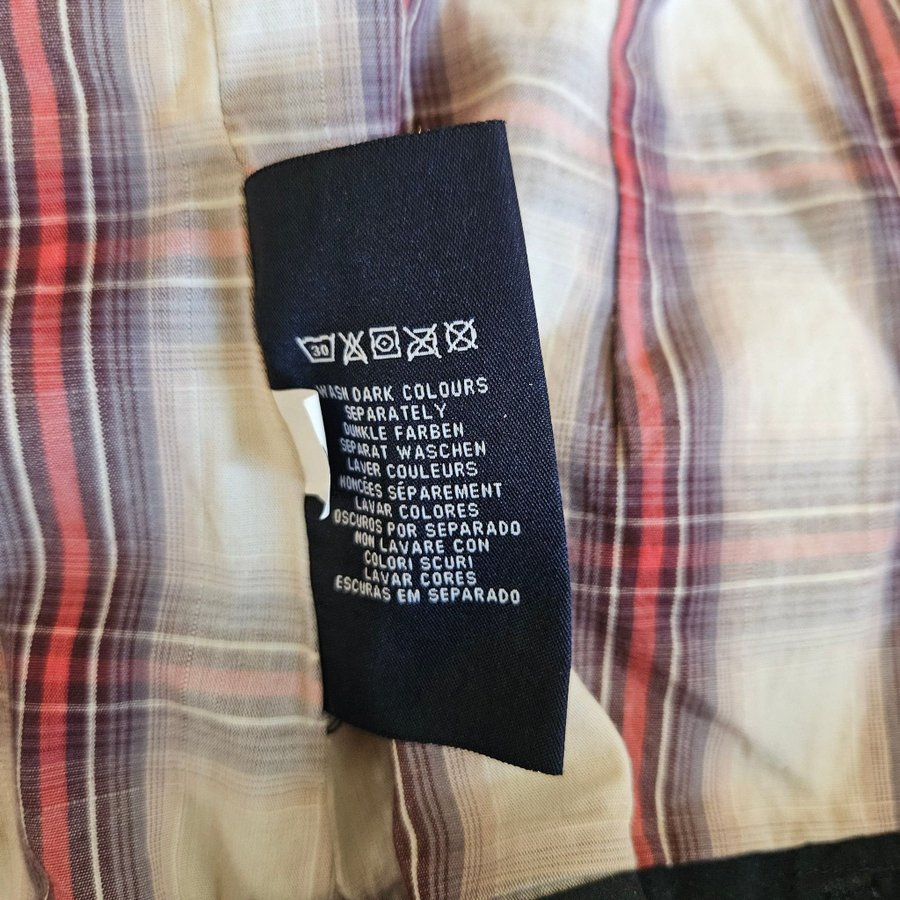 30
WASH DARK COLOURS
SEPARATELY
DUNKLE FARBEN
SEPARAT WASCHEN
LAVER COULEURS
FONCÉES SÉPAREMENT
LAVAR COLORES
OSCUROS POR SEPARADO
NON LAVARE CON
COLORI SCURI
LAVAR CORES
ESCURAS EM SEPARADO